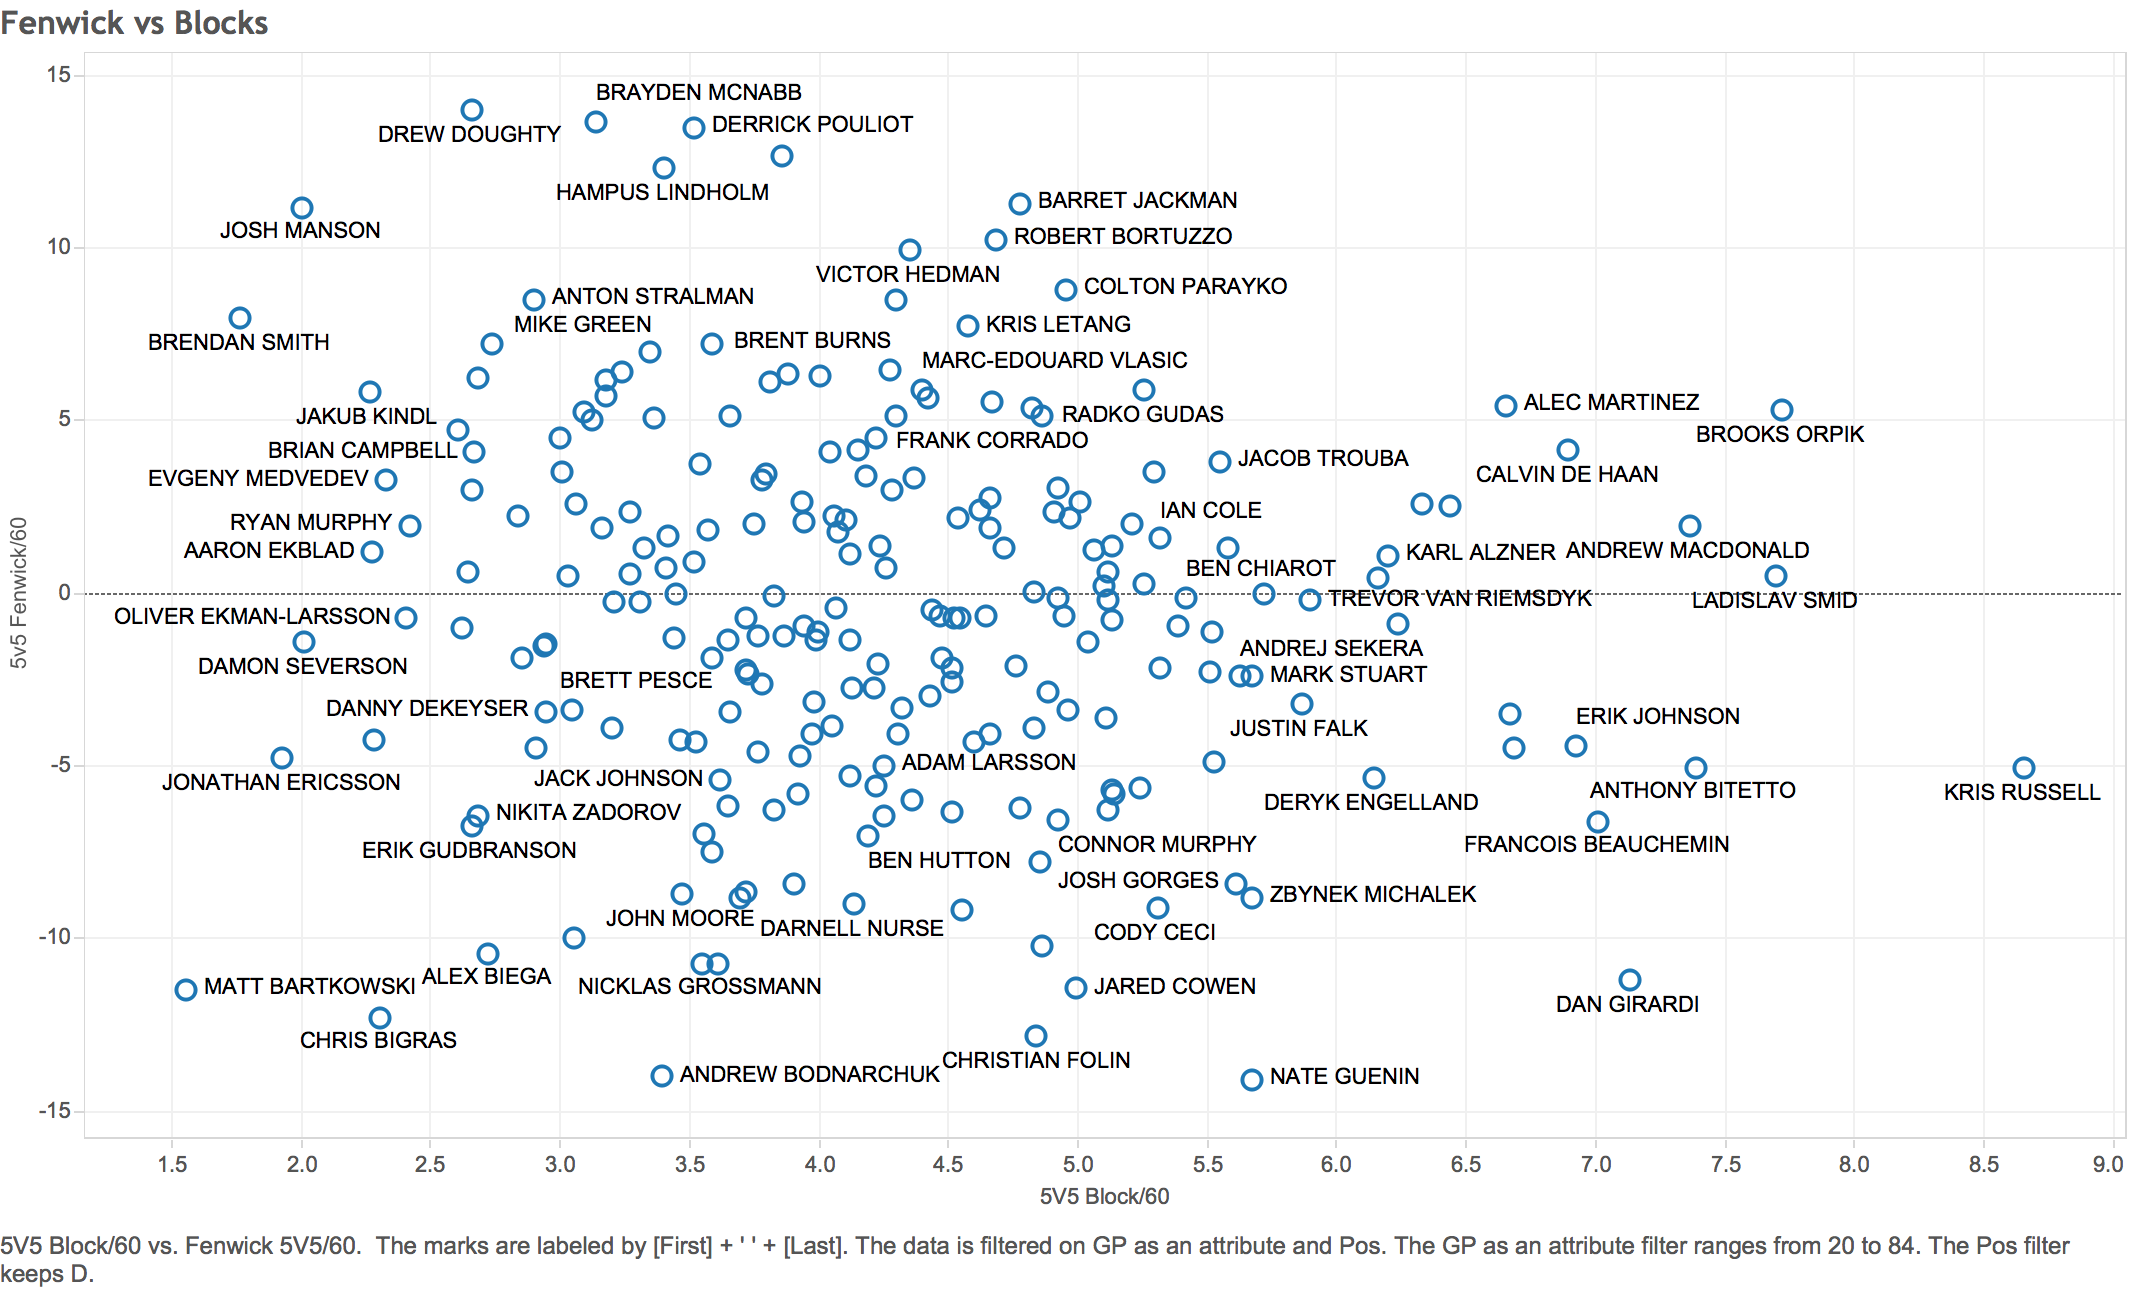 Fenwick vs Blocks
15
BRAYDEN MCNABB
DREW DOUGHTY
DERRICK POULIOT
HAMPUS LINDHOLM
BARRET JACKMAN
JOSH MANSON
ROBERT BORTUZZO
10
VICTOR HEDMAN
COLTON PARAYKO
ANTON STRALMAN
MIKE GREEN
KRIS LETANG
BRENDAN SMITH
BRENT BURNS
MARC-EDOUARD VLASIC
ALEC MARTINEZ
JAKUB KINDL
RADKO GUDAS
5
BROOKS ORPIK
FRANK CORRADO
BRIAN CAMPBELL
JACOB TROUBA
CALVIN DE HAAN
EVGENY MEDVEDEV
IAN COLE
RYAN MURPHY
AARON EKBLAD
KARL ALZNER
ANDREW MACDONALD
BEN CHIAROT
0
TREVOR VAN RIEMSDYK
LADISLAV SMID
OLIVER EKMAN-LARSSON
ANDREJ SEKERA
DAMON SEVERSON
MARK STUART
BRETT PESCE
DANNY DEKEYSER
ERIK JOHNSON
JUSTIN FALK
ADAM LARSSON
-5
JONATHAN ERICSSON
JACK JOHNSON
ANTHONY BITETTO
KRIS RUSSELL
DERYK ENGELLAND
NIKITA ZADOROV
CONNOR MURPHY
FRANCOIS BEAUCHEMIN
ERIK GUDBRANSON
BEN HUTTON
JOSH GORGES
ZBYNEK MICHALEK
JOHN MOORE
DARNELL NURSE
CODY CECI
-10
ALEX BIEGA
MATT BARTKOWSKI
NICKLAS GROSSMANN
JARED COWEN
DAN GIRARDI
CHRIS BIGRAS
CHRISTIAN FOLIN
ANDREW BODNARCHUK
NATE GUENIN
-15
5v5 Fenwick/60
1.5 2.0 2.5 3.0 3.5 4.0 4.5 5.0 5.5 6.0 6.5 7.0 7.5 8.0 8.5 9.0
5V5 Block/60
5V5 Block/60 vs. Fenwick 5V5/60.  The marks are labeled by [First] + ' ' + [Last]. The data is filtered on GP as an attribute and Pos. The GP as an attribute filter ranges from 20 to 84. The Pos filter
keeps D.